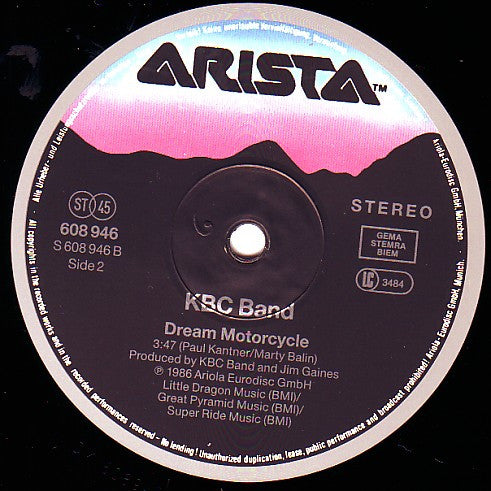 ARISTA™
ST 45
608 946
S 608 946 B
Side 2
STEREO
GEMA
STEMRA
BIEM
LC 3484
KBC Band
Dream Motorcycle
3:47 (Paul Kantner/Marty Balin)
Produced by KBC Band and Jim Gaines
℗ 1986 Ariola Eurodisc GmbH
Little Dragon Music (BMI)/
Great Pyramid Music (BMI)/
Super Ride Music (BMI)
Alle Urheber- und
Ariola-Eurodisc GmbH, München.
All copyrights in the recorded works and in the recorded performances reserved – No lending! Unauthorized duplication, lease, public performance and broadcast prohibited! Ariola-Eurodisc GmbH, Munich.